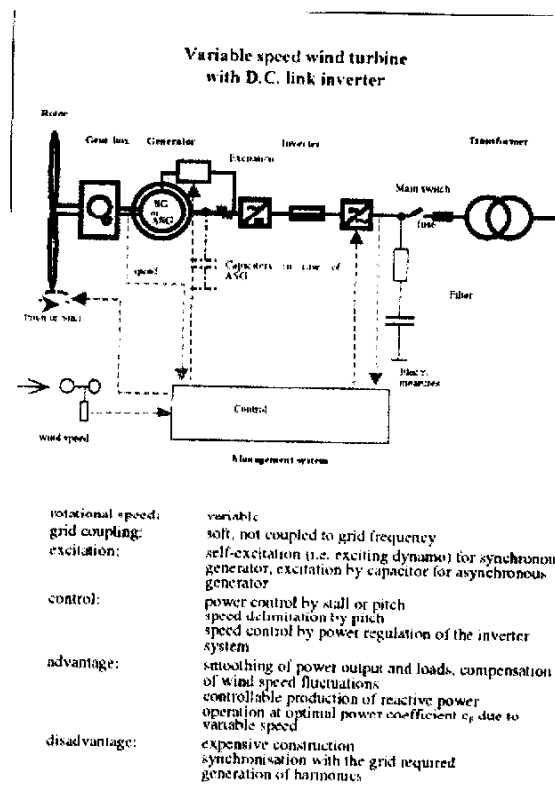 Variable speed wind turbine
with D.C. link inverter
Rotor
Gear box
Generator
Excitation
Inverter
Transformer
Main switch
fuse
SG
or
ASG
speed
Capacitors in case of
ASG
Filter
Pitch or Stall
Elect.
measures
Control
wind speed
Management system
rotational speed: variable
grid coupling: soft, not coupled to grid frequency
excitation: self-excitation (i.e. exciting dynamo) for synchronou
generator, excitation by capacitor for asynchronous
generator
control: power control by stall or pitch
speed delimitation by pitch
speed control by power regulation of the inverter
system
advantage: smoothing of power output and loads, compensation
of wind speed fluctuations
controllable production of reactive power
operation at optimal power coefficient cp due to
variable speed
disadvantage: expensive construction
synchronisation with the grid required
generation of harmonics